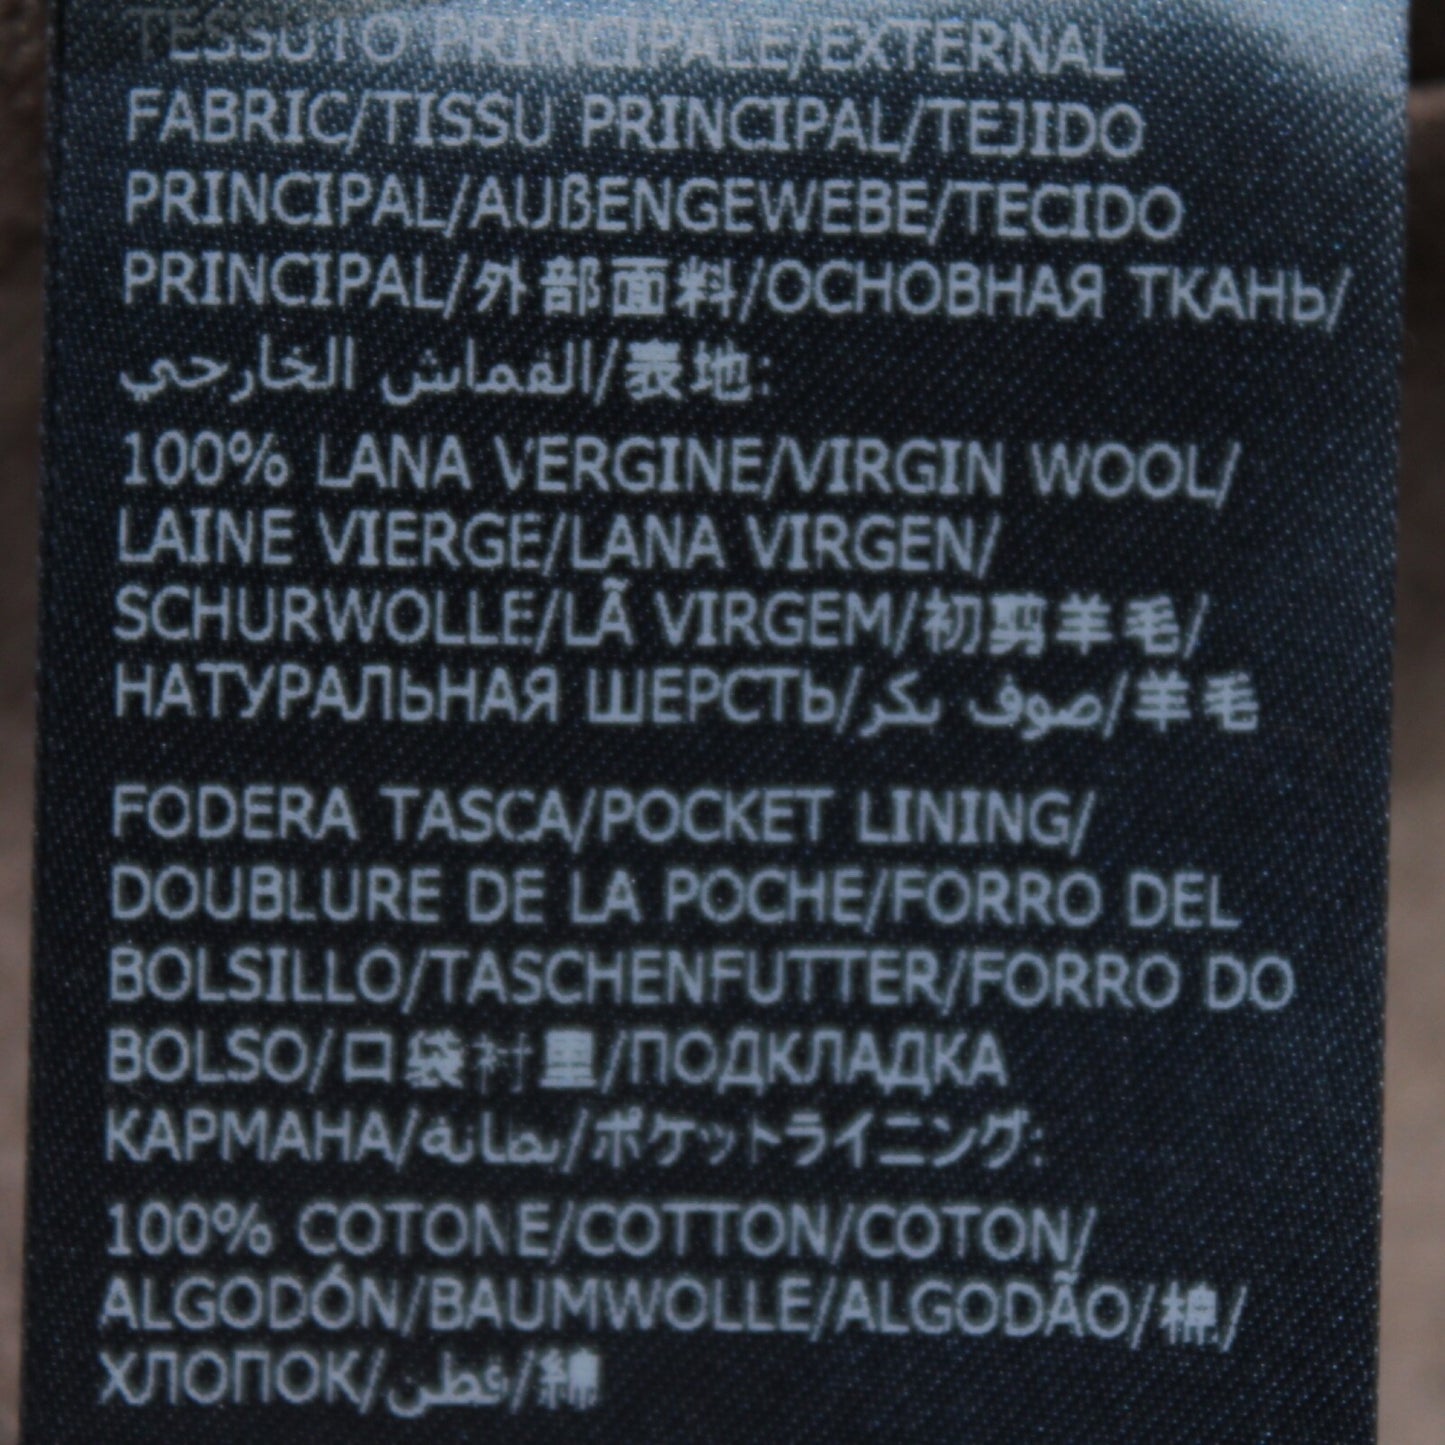 TESSUTO PRINCIPALE/EXTERNAL
FABRIC/TISSU PRINCIPAL/TEJIDO
PRINCIPAL/AUßENGEWEBE/TECIDO
PRINCIPAL/外部面料/ОСНОВНАЯ ТКАНЬ/
القماش الخارجي/表地:
100% LANA VERGINE/VIRGIN WOOL/
LAINE VIERGE/LANA VIRGEN/
SCHURWOLLE/LÃ VIRGEM/初剪羊毛/
НАТУРАЛЬНАЯ ШЕРСТЬ/صوف بكر/羊毛
FODERA TASCA/POCKET LINING/
DOUBLURE DE LA POCHE/FORRO DEL
BOLSILLO/TASCHENFUTTER/FORRO DO
BOLSO/口袋衬里/ПОДКЛАДКА
КАРМАНА/بطانة/ポケットライニング:
100% COTONE/COTTON/COTON/
ALGODÓN/BAUMWOLLE/ALGODÃO/棉/
ХЛОПОК/قطن/綿